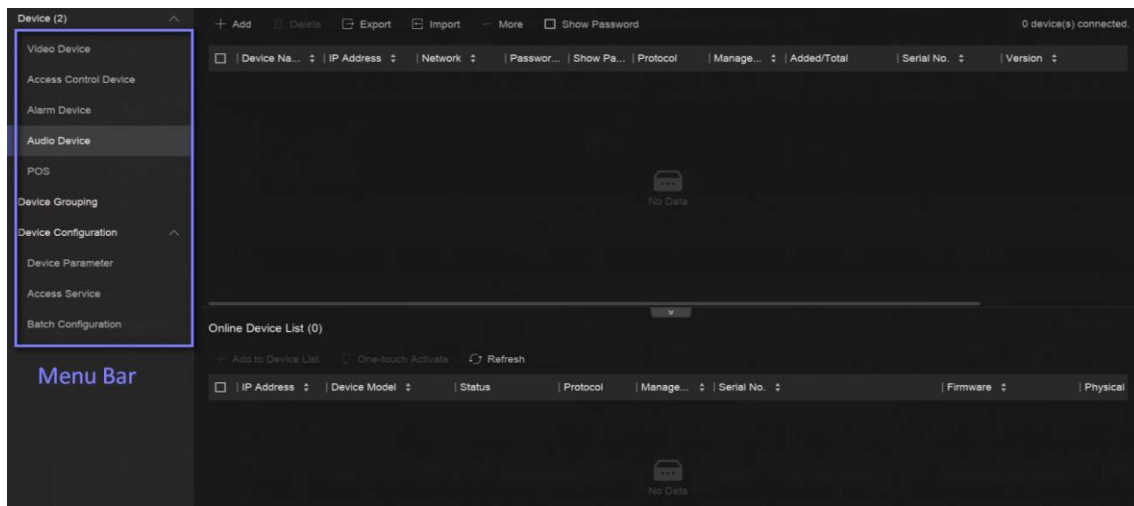 Device (2)
Video Device
Access Control Device
Alarm Device
Audio Device
POS
Device Grouping
Device Configuration
Device Parameter
Access Service
Batch Configuration
Menu Bar
+ Add Delete Export Import ··· More Show Password 0 device(s) connected.
Device Na... IP Address Network Passwor... Show Pa... Protocol Manage... Added/Total Serial No. Version
No Data
Online Device List (0)
+ Add to Device List One-touch Activate Refresh
IP Address Device Model Status Protocol Manage... Serial No. Firmware Physical
No Data